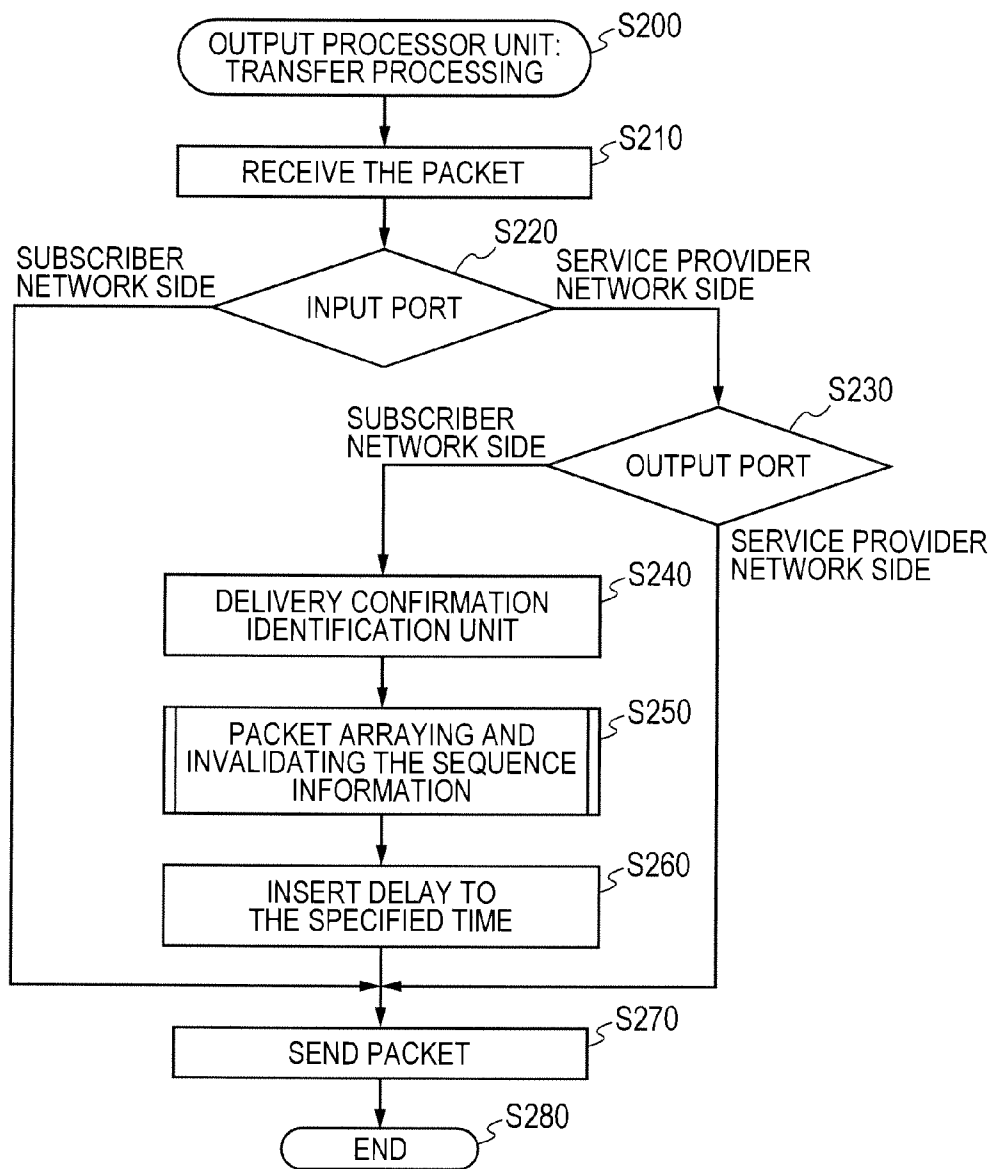 OUTPUT PROCESSOR UNIT:
TRANSFER PROCESSING
S200
RECEIVE THE PACKET
S210
SUBSCRIBER
NETWORK SIDE
INPUT PORT
S220
SERVICE PROVIDER
NETWORK SIDE
SUBSCRIBER
NETWORK SIDE
OUTPUT PORT
S230
SERVICE PROVIDER
NETWORK SIDE
DELIVERY CONFIRMATION
IDENTIFICATION UNIT
S240
PACKET ARRAYING AND
INVALIDATING THE SEQUENCE
INFORMATION
S250
INSERT DELAY TO
THE SPECIFIED TIME
S260
SEND PACKET
S270
END
S280